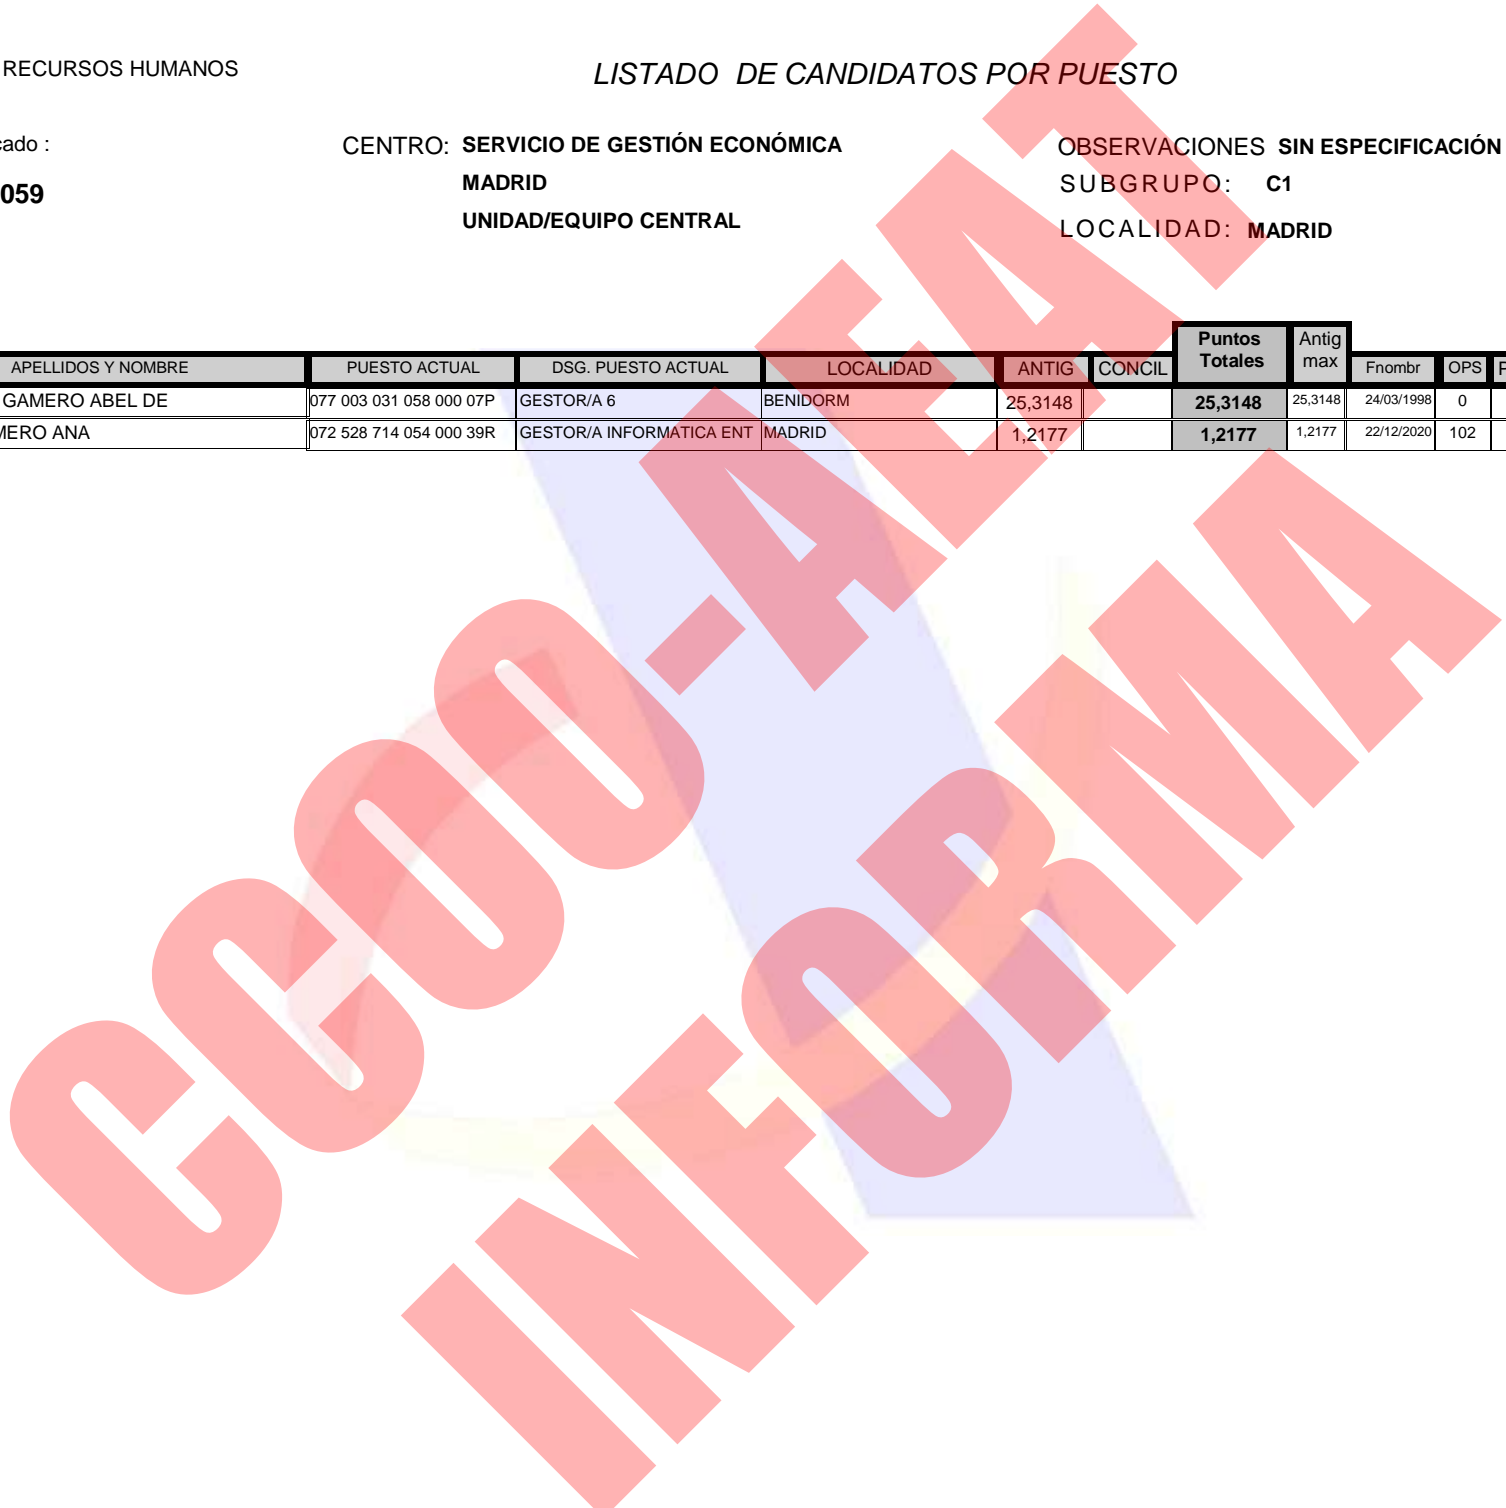 RECURSOS HUMANOS
LISTADO DE CANDIDATOS POR PUESTO
cado :
CENTRO: SERVICIO DE GESTIÓN ECONÓMICA
OBSERVACIONES SIN ESPECIFICACIÓN
059
MADRID
SUBGRUPO: C1
UNIDAD/EQUIPO CENTRAL
LOCALIDAD: MADRID
APELLIDOS Y NOMBRE PUESTO ACTUAL DSG. PUESTO ACTUAL LOCALIDAD ANTIG CONCIL Puntos Totales Antig max Fnombr OPS P
GAMERO ABEL DE 077 003 031 058 000 07P GESTOR/A 6 BENIDORM 25,3148 25,3148 25,3148 24/03/1998 0
MERO ANA 072 528 714 054 000 39R GESTOR/A INFORMATICA ENT MADRID 1,2177 1,2177 1,2177 22/12/2020 102
CCOO-AEAT
INFORMA